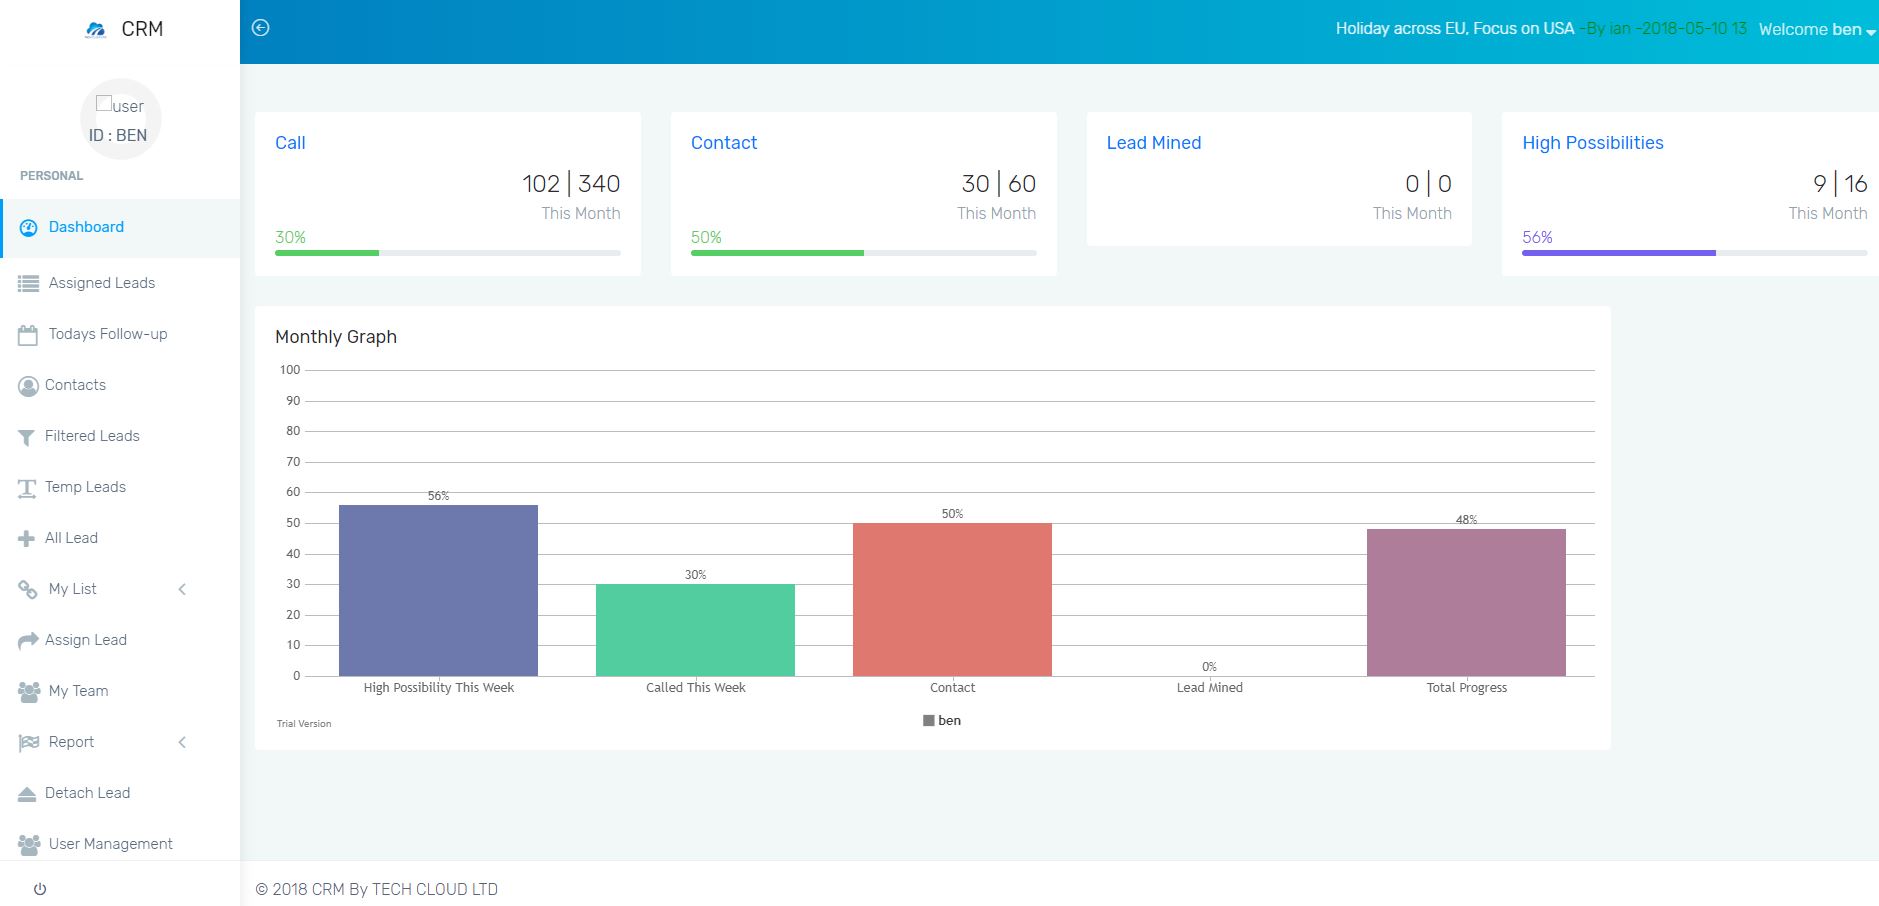 CRM
Holiday across EU, Focus on USA -By ian -2018-05-10 13 Welcome ben
user
ID : BEN
PERSONAL
Dashboard
Assigned Leads
Todays Follow-up
Contacts
Filtered Leads
Temp Leads
All Lead
My List
Assign Lead
My Team
Report
Detach Lead
User Management
Call
102 | 340
This Month
30%
Contact
30 | 60
This Month
50%
Lead Mined
0 | 0
This Month
High Possibilities
9 | 16
This Month
56%
Monthly Graph
100
90
80
70
60
50
40
30
20
10
0
56%
30%
50%
0%
48%
High Possibility This Week
Called This Week
Contact
Lead Mined
Total Progress
Trial Version
ben
© 2018 CRM By TECH CLOUD LTD